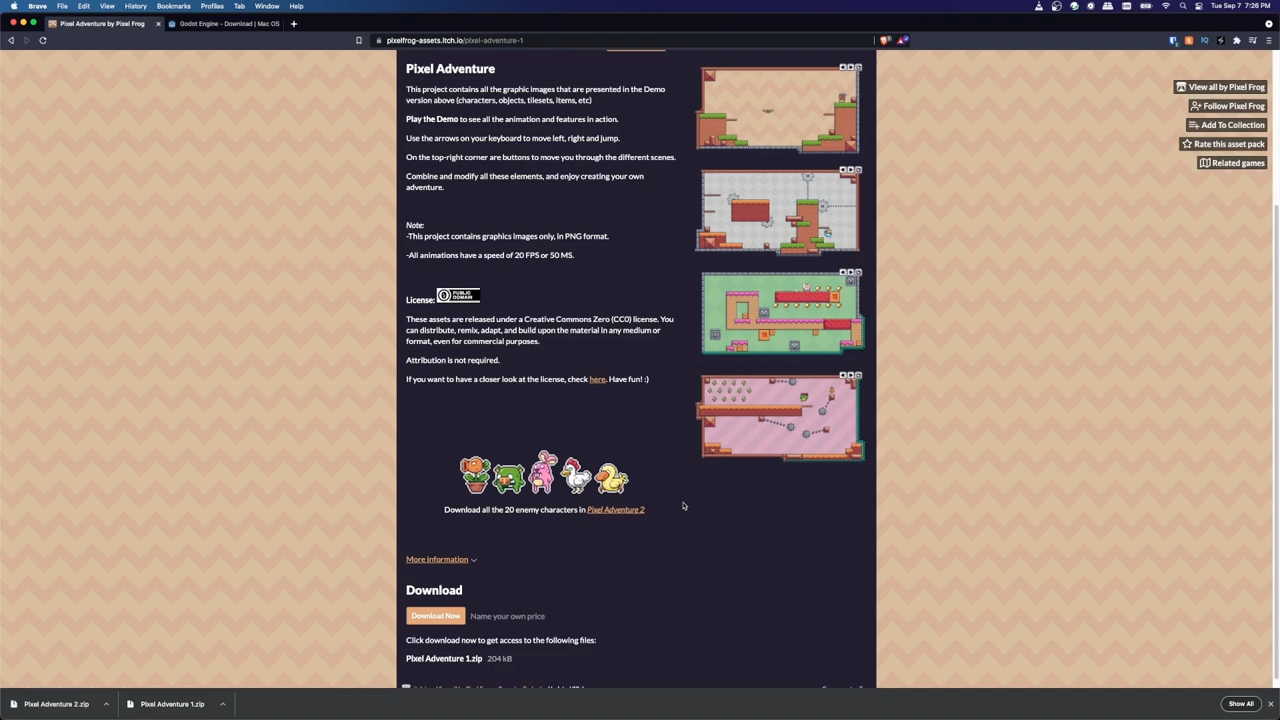 Brave File Edit View History Bookmarks Profiles Tab Window Help
Tue Sep 7 7:26 PM
Pixel Adventure by Pixel Frog
Godot Engine - Download | Mac OS
pixelfrog-assets.itch.io/pixel-adventure-1
View all by Pixel Frog
Follow Pixel Frog
Add To Collection
Rate this asset pack
Related games
Pixel Adventure
This project contains all the graphic images that are presented in the Demo
version above (characters, objects, tilesets, items, etc)
Play the Demo to see all the animation and features in action.
Use the arrows on your keyboard to move left, right and jump.
On the top-right corner are buttons to move you through the different scenes.
Combine and modify all these elements, and enjoy creating your own
adventure.
Note:
-This project contains graphics images only, in PNG format.
-All animations have a speed of 20 FPS or 50 MS.
License: PUBLIC DOMAIN
These assets are released under a Creative Commons Zero (CC0) license. You
can distribute, remix, adapt, and build upon the material in any medium or
format, even for commercial purposes.
Attribution is not required.
If you want to have a closer look at the license, check here. Have fun! :)
Download all the 20 enemy characters in Pixel Adventure 2
More information
Download
Download Now Name your own price
Click download now to get access to the following files:
Pixel Adventure 1.zip 204 kB
Pixel Adventure 2.zip
Pixel Adventure 1.zip
Show All